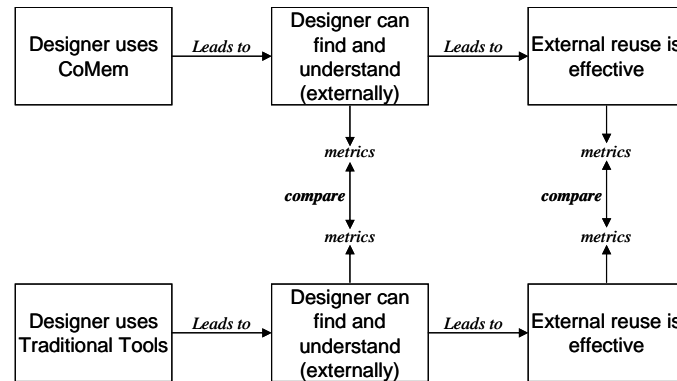 Designer uses
CoMem
Leads to
Designer can
find and
understand
(externally)
Leads to
External reuse is
effective
metrics
metrics
compare
compare
metrics
metrics
Designer uses
Traditional Tools
Leads to
Designer can
find and
understand
(externally)
Leads to
External reuse is
effective